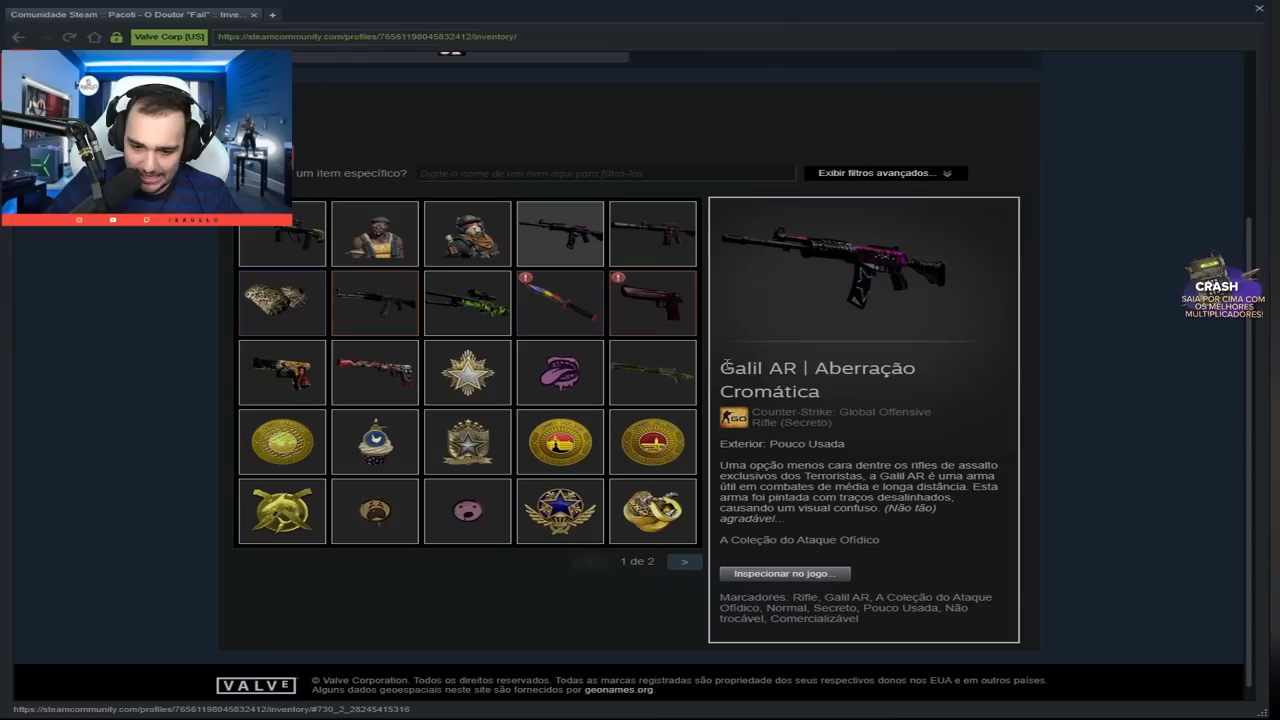 Comunidade Steam :: Pacoti - O Doutor "Fail" :: Inve...
Valve Corp [US]
https://steamcommunity.com/profiles/76561198045832412/inventory/
um item específico?
Digite o nome de um item aqui para filtrá-los
Exibir filtros avançados...
/SAULLO
Galil AR | Aberração
Cromática
GO
Counter-Strike: Global Offensive
Rifle (Secreto)
Exterior: Pouco Usada
Uma opção menos cara dentre os rifles de assalto
exclusivos dos Terroristas, a Galil AR é uma arma
útil em combates de média e longa distância. Esta
arma foi pintada com traços desalinhados,
causando um visual confuso. (Não tão)
agradável...
A Coleção do Ataque Ofídico
Inspecionar no jogo...
Marcadores: Rifle, Galil AR, A Coleção do Ataque
Ofídico, Normal, Secreto, Pouco Usada, Não
trocável, Comercializável
1 de 2
>
CRASH
SAIA POR CIMA COM
OS MELHORES
MULTIPLICADORES!
VALVE
© Valve Corporation. Todos os direitos reservados. Todas as marcas registradas são propriedade dos seus respectivos donos nos EUA e em outros países.
Alguns dados geoespaciais neste site são fornecidos por geonames.org.
https://steamcommunity.com/profiles/76561198045832412/inventory/#730_2_28245415316